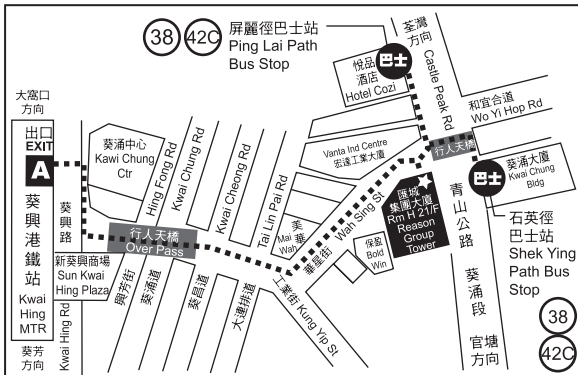 38 42C 屏麗徑巴士站
Ping Lai Path
Bus Stop
荃灣
方向
Castle Peak Rd
巴士
悅品
酒店
Hotel Cozi
和宜合道
Wo Yi Hop Rd
行人天橋
大窩口
方向
出口
EXIT
A
葵興港鐵站
Kwai
Hing
MTR
葵芳
方向
葵涌中心
Kawi Chung
Ctr
葵興路
Kwai Hing Rd
新葵興商場
Sun Kwai
Hing Plaza
Hing Fong Rd
興芳街
Kwai Chung Rd
葵涌道
行人天橋
Over Pass
Kwai Cheong Rd
葵昌道
Tai Lin Pai Rd
大連排道
Vanta Ind Centre
宏達工業大廈
美華
Mai
Wah
華星街 Wah Sing St
工業街 Kung Yip St
保盈
Bold
Win
匯城
集團大廈
Rm H 21/F
Reason
Group
Tower
巴士
葵涌大廈
Kwai Chung
Bldg
青山公路 葵涌段
官塘
方向
石英徑
巴士站
Shek Ying
Path Bus
Stop
38
42C